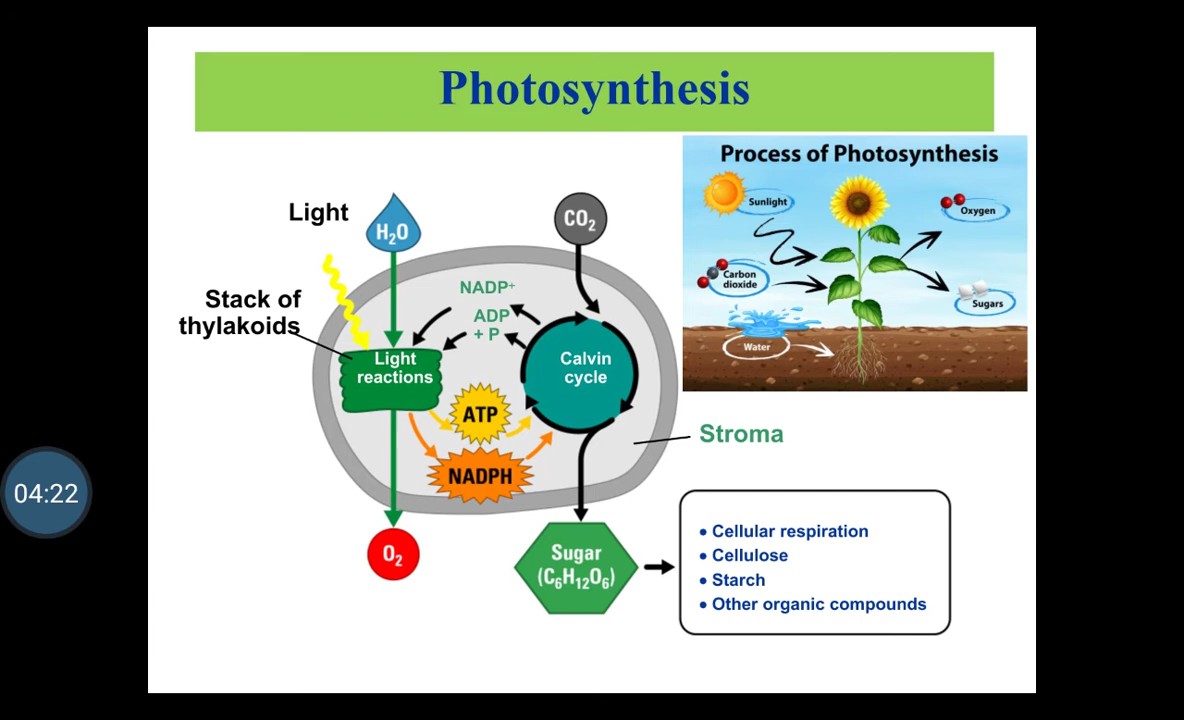 Photosynthesis
Process of Photosynthesis
Sunlight
Oxygen
Carbon
dioxide
Sugars
Water
Light
H₂O
CO₂
Stack of
thylakoids
NADP⁺
ADP
+ P
Light
reactions
Calvin
cycle
ATP
NADPH
Stroma
04:22
O₂
Sugar
(C₆H₁₂O₆)
• Cellular respiration
• Cellulose
• Starch
• Other organic compounds